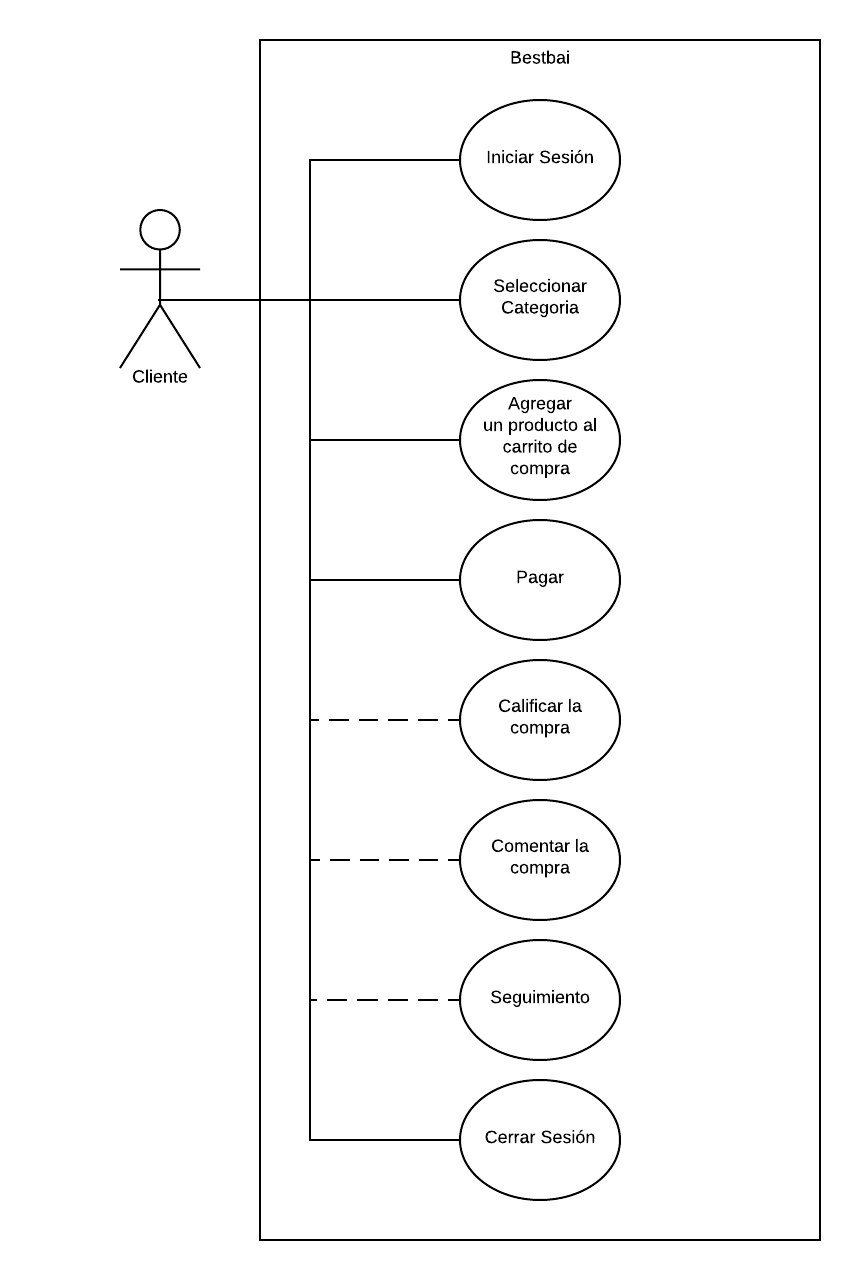 Bestbai
Iniciar Sesión
Seleccionar
Categoria
Cliente
Agregar
un producto al
carrito de
compra
Pagar
Calificar la
compra
Comentar la
compra
Seguimiento
Cerrar Sesión